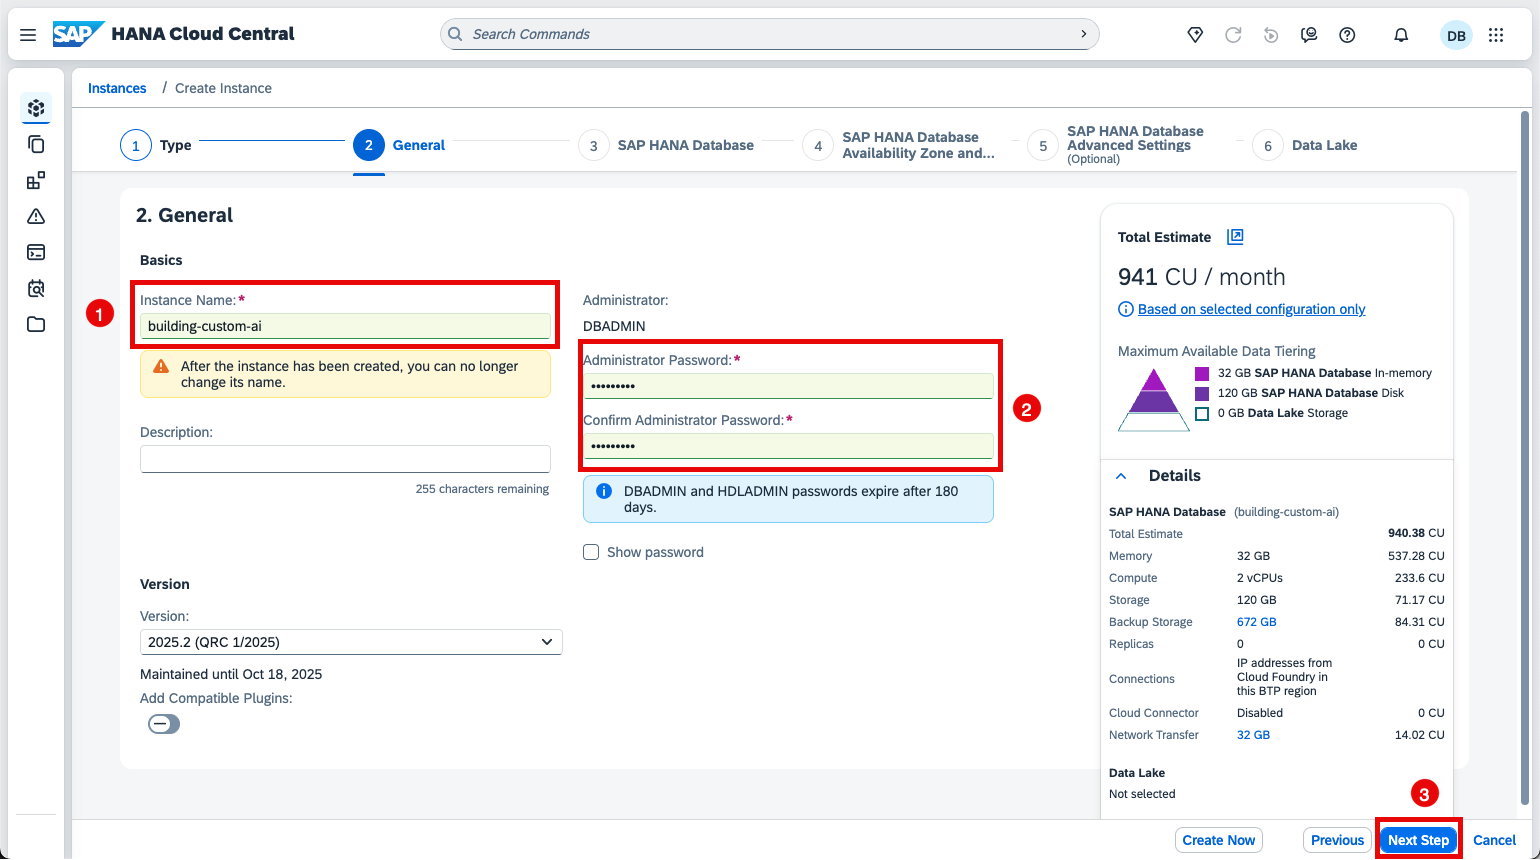 SAP HANA Cloud Central
Search Commands
DB
Instances / Create Instance
1 Type
2 General
3 SAP HANA Database
4 SAP HANA Database
Availability Zone and...
5 SAP HANA Database
Advanced Settings
(Optional)
6 Data Lake
2. General
Basics
1
Instance Name:*
building-custom-ai
After the instance has been created, you can no longer
change its name.
Description:
255 characters remaining
Administrator:
DBADMIN
Administrator Password:*
•••••••••
Confirm Administrator Password:*
•••••••••
2
DBADMIN and HDLADMIN passwords expire after 180
days.
Show password
Version
Version:
2025.2 (QRC 1/2025)
Maintained until Oct 18, 2025
Add Compatible Plugins:
Total Estimate
941 CU / month
Based on selected configuration only
Maximum Available Data Tiering
32 GB SAP HANA Database In-memory
120 GB SAP HANA Database Disk
0 GB Data Lake Storage
Details
SAP HANA Database (building-custom-ai)
Total Estimate 940.38 CU
Memory 32 GB 537.28 CU
Compute 2 vCPUs 233.6 CU
Storage 120 GB 71.17 CU
Backup Storage 672 GB 84.31 CU
Replicas 0 0 CU
Connections IP addresses from
Cloud Foundry in
this BTP region
Cloud Connector Disabled 0 CU
Network Transfer 32 GB 14.02 CU
Data Lake
Not selected
3
Create Now Previous Next Step Cancel